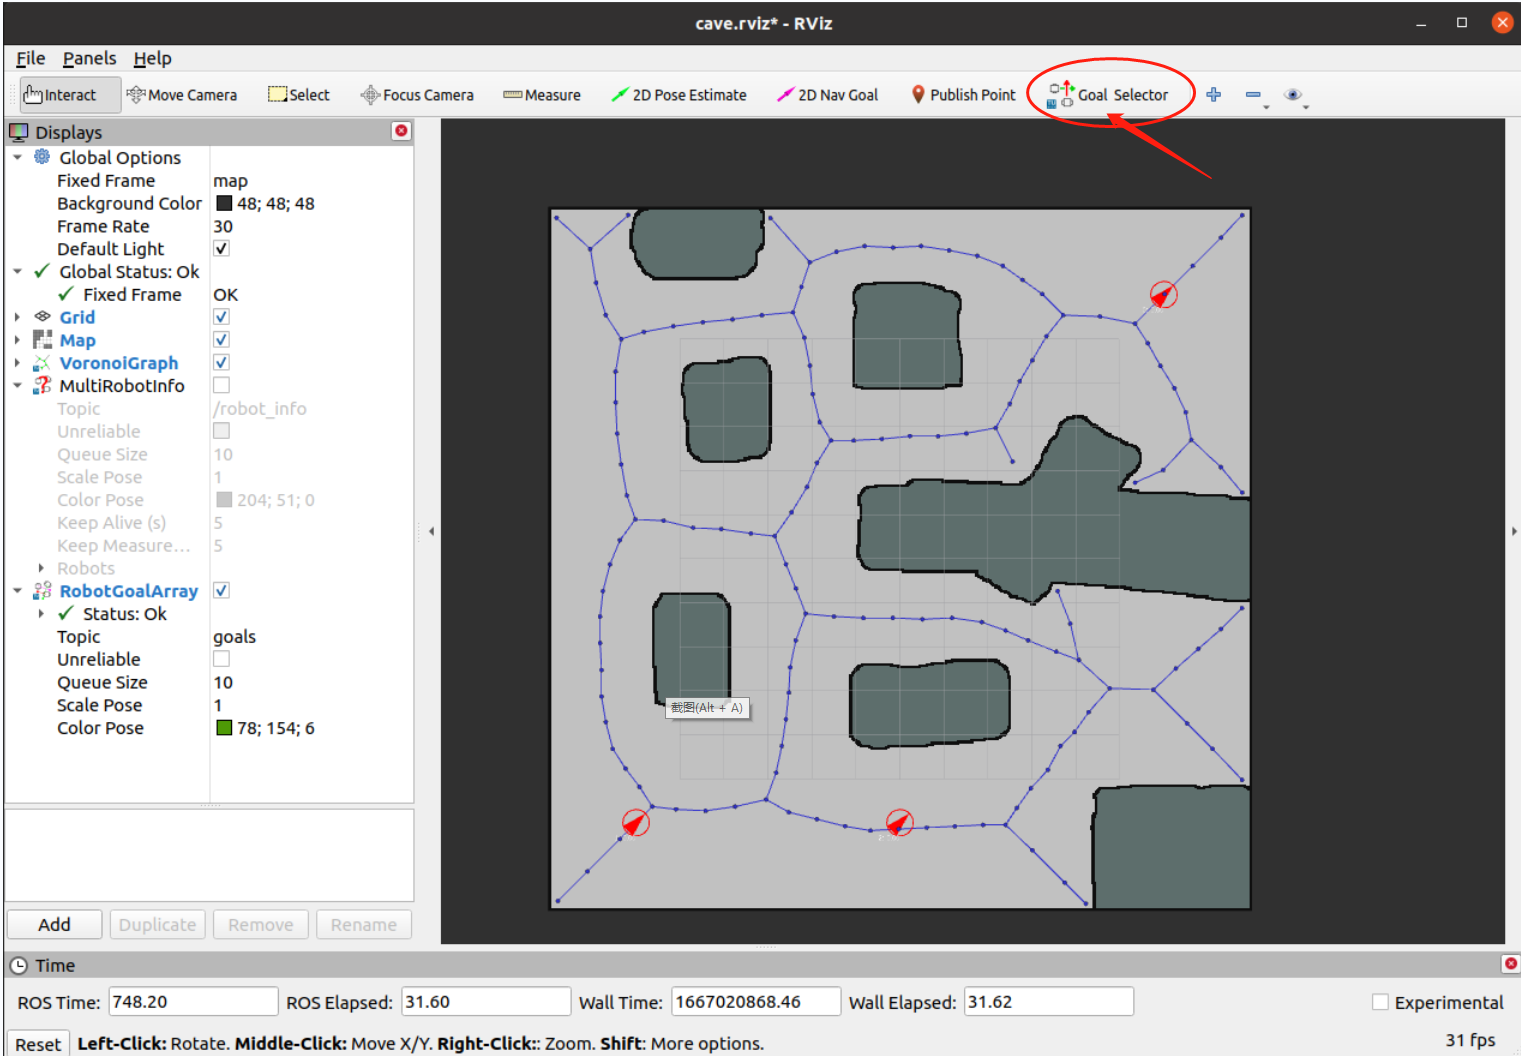 cave.rviz* - RViz
File Panels Help
Interact Move Camera Select Focus Camera Measure 2D Pose Estimate 2D Nav Goal Publish Point Goal Selector
Displays
Global Options
Fixed Frame map
Background Color 48; 48; 48
Frame Rate 30
Default Light
Global Status: Ok
Fixed Frame OK
Grid
Map
VoronoiGraph
MultiRobotInfo
Topic /robot_info
Unreliable
Queue Size 10
Scale Pose 1
Color Pose 204; 51; 0
Keep Alive (s) 5
Keep Measure... 5
Robots
RobotGoalArray
Status: Ok
Topic goals
Unreliable
Queue Size 10
Scale Pose 1
Color Pose 78; 154; 6
截图(Alt + A)
Add Duplicate Remove Rename
Time
ROS Time: 748.20 ROS Elapsed: 31.60 Wall Time: 1667020868.46 Wall Elapsed: 31.62 Experimental
Reset Left-Click: Rotate. Middle-Click: Move X/Y. Right-Click:: Zoom. Shift: More options. 31 fps